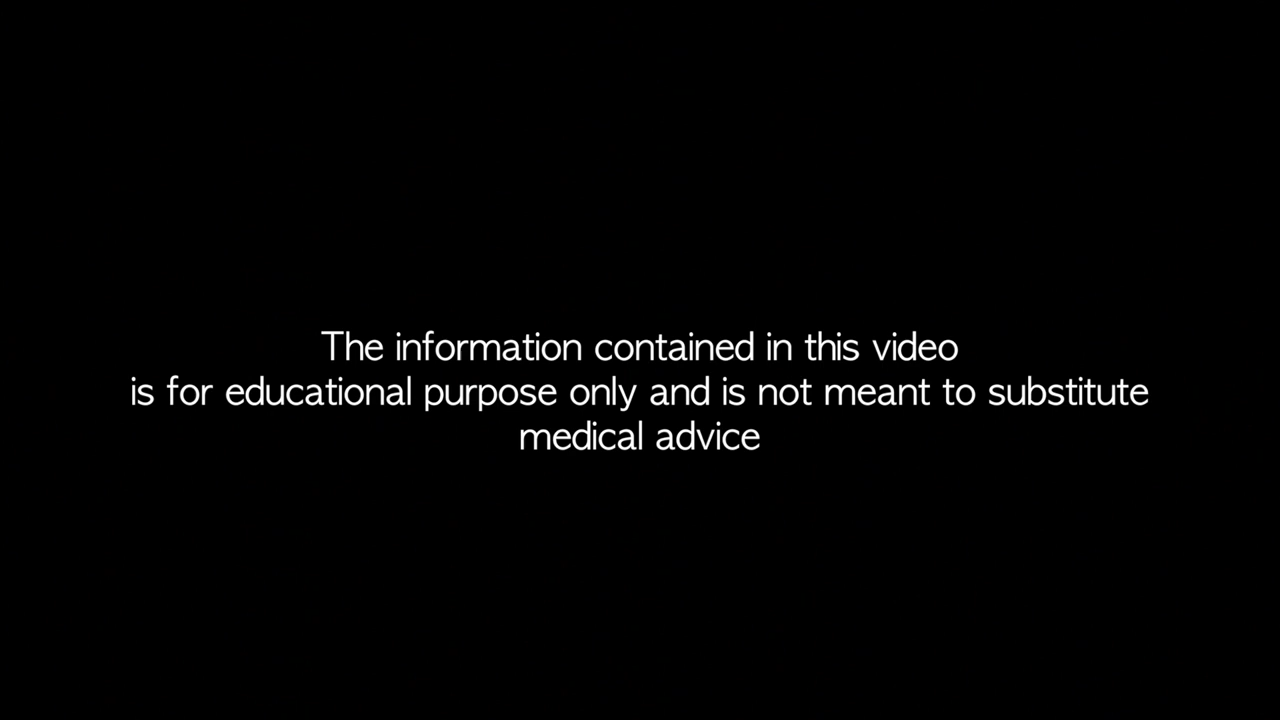 The information contained in this video
is for educational purpose only and is not meant to substitute
medical advice